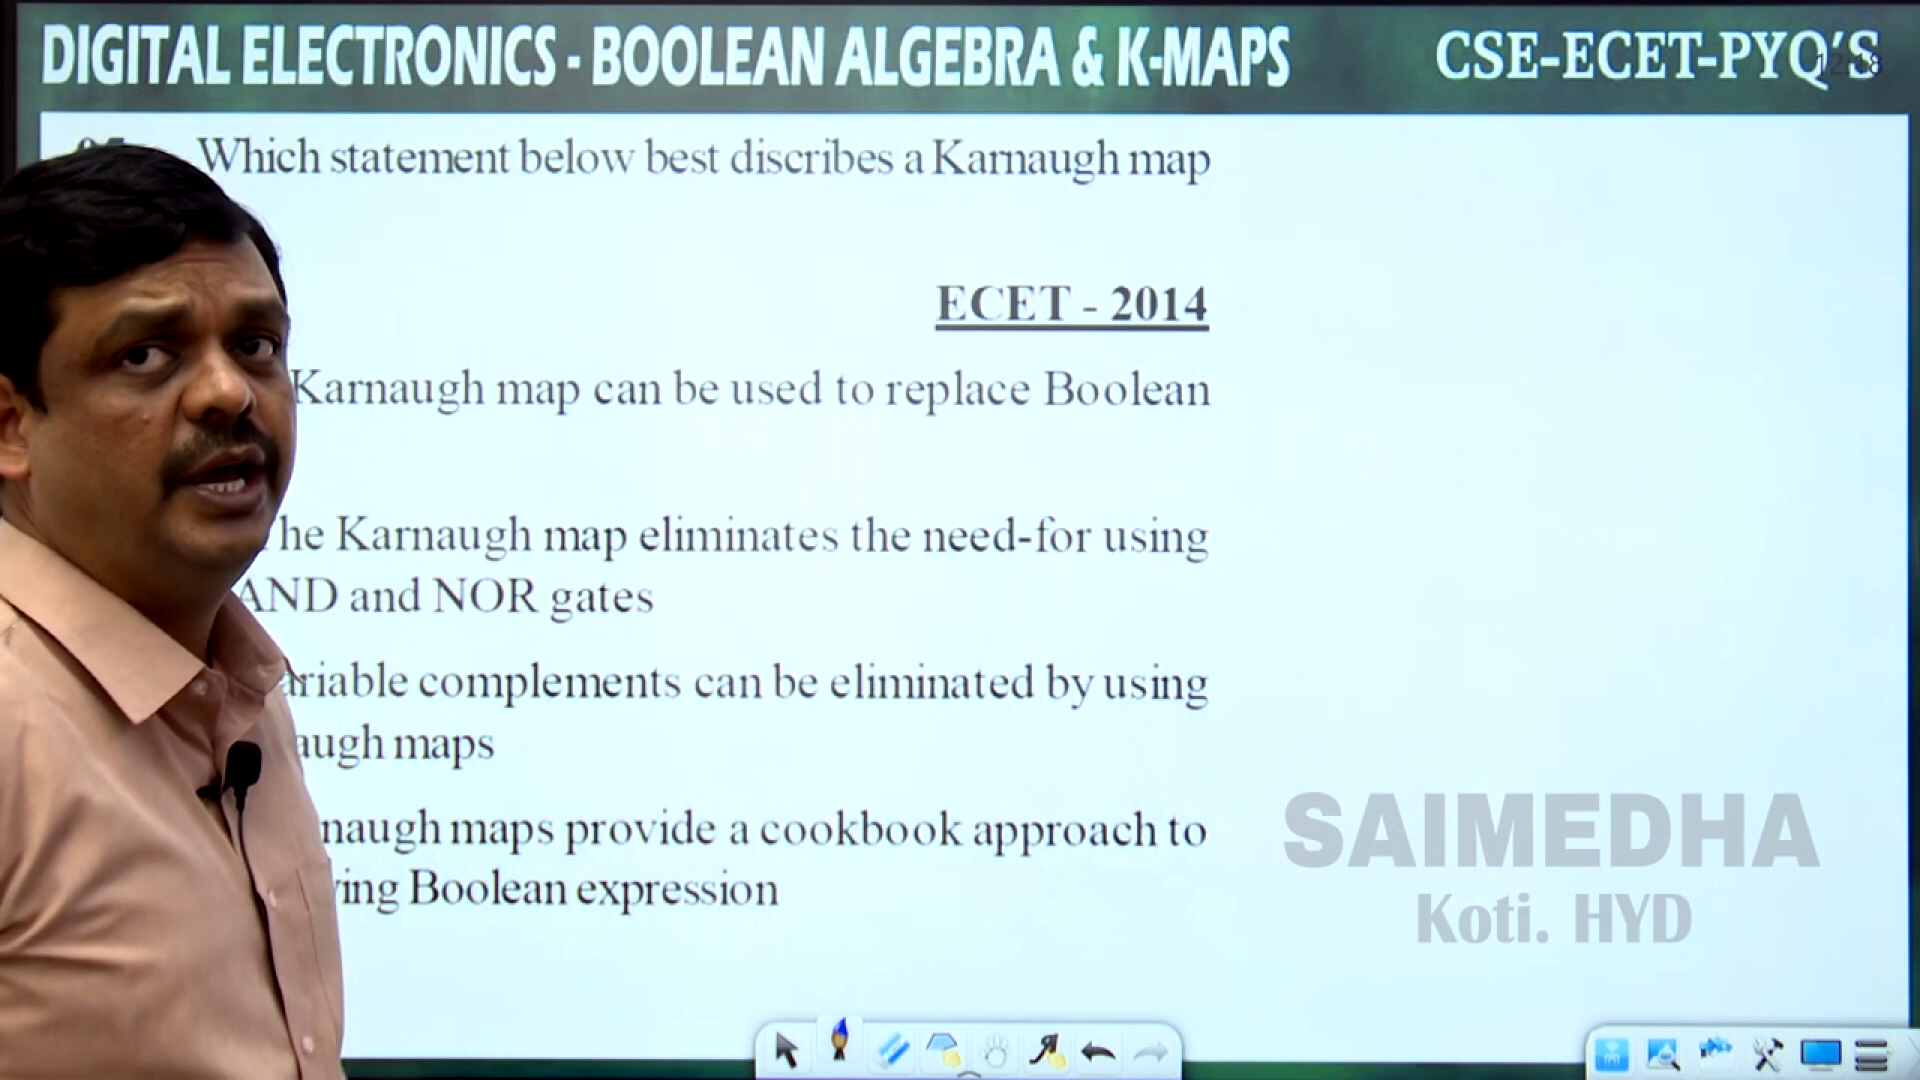 DIGITAL ELECTRONICS - BOOLEAN ALGEBRA & K-MAPS CSE-ECET-PYQ'S
Which statement below best discribes a Karnaugh map
ECET - 2014
Karnaugh map can be used to replace Boolean
he Karnaugh map eliminates the need-for using
AND and NOR gates
ariable complements can be eliminated by using
augh maps
naugh maps provide a cookbook approach to
ing Boolean expression
SAIMEDHA
Koti. HYD